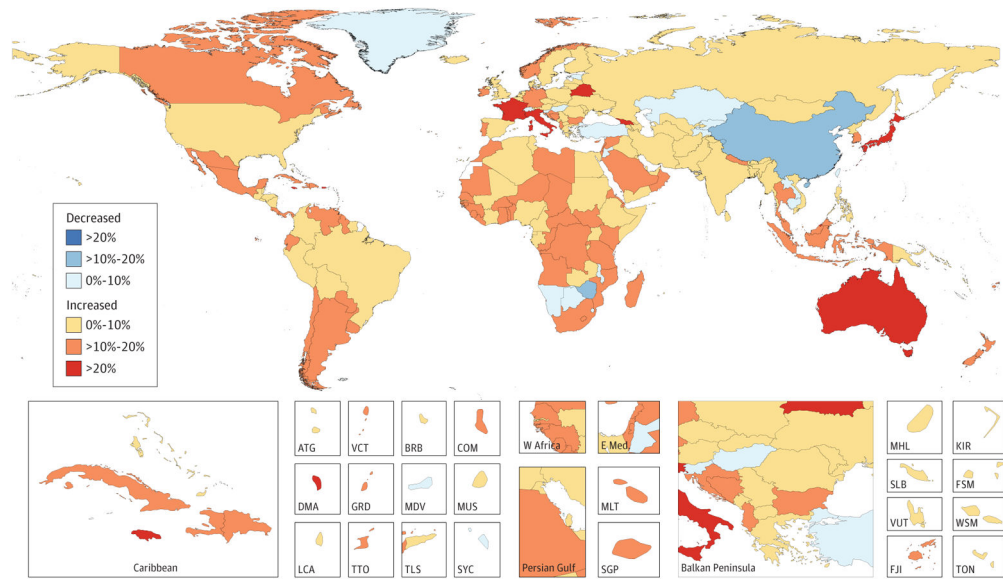 Decreased
>20%
>10%-20%
0%-10%
Increased
0%-10%
>10%-20%
>20%
Caribbean
ATG
VCT
BRB
COM
DMA
GRD
MDV
MUS
LCA
TTO
TLS
SYC
W Africa
E Med.
Persian Gulf
MLT
SGP
Balkan Peninsula
MHL
KIR
SLB
FSM
VUT
WSM
FJI
TON